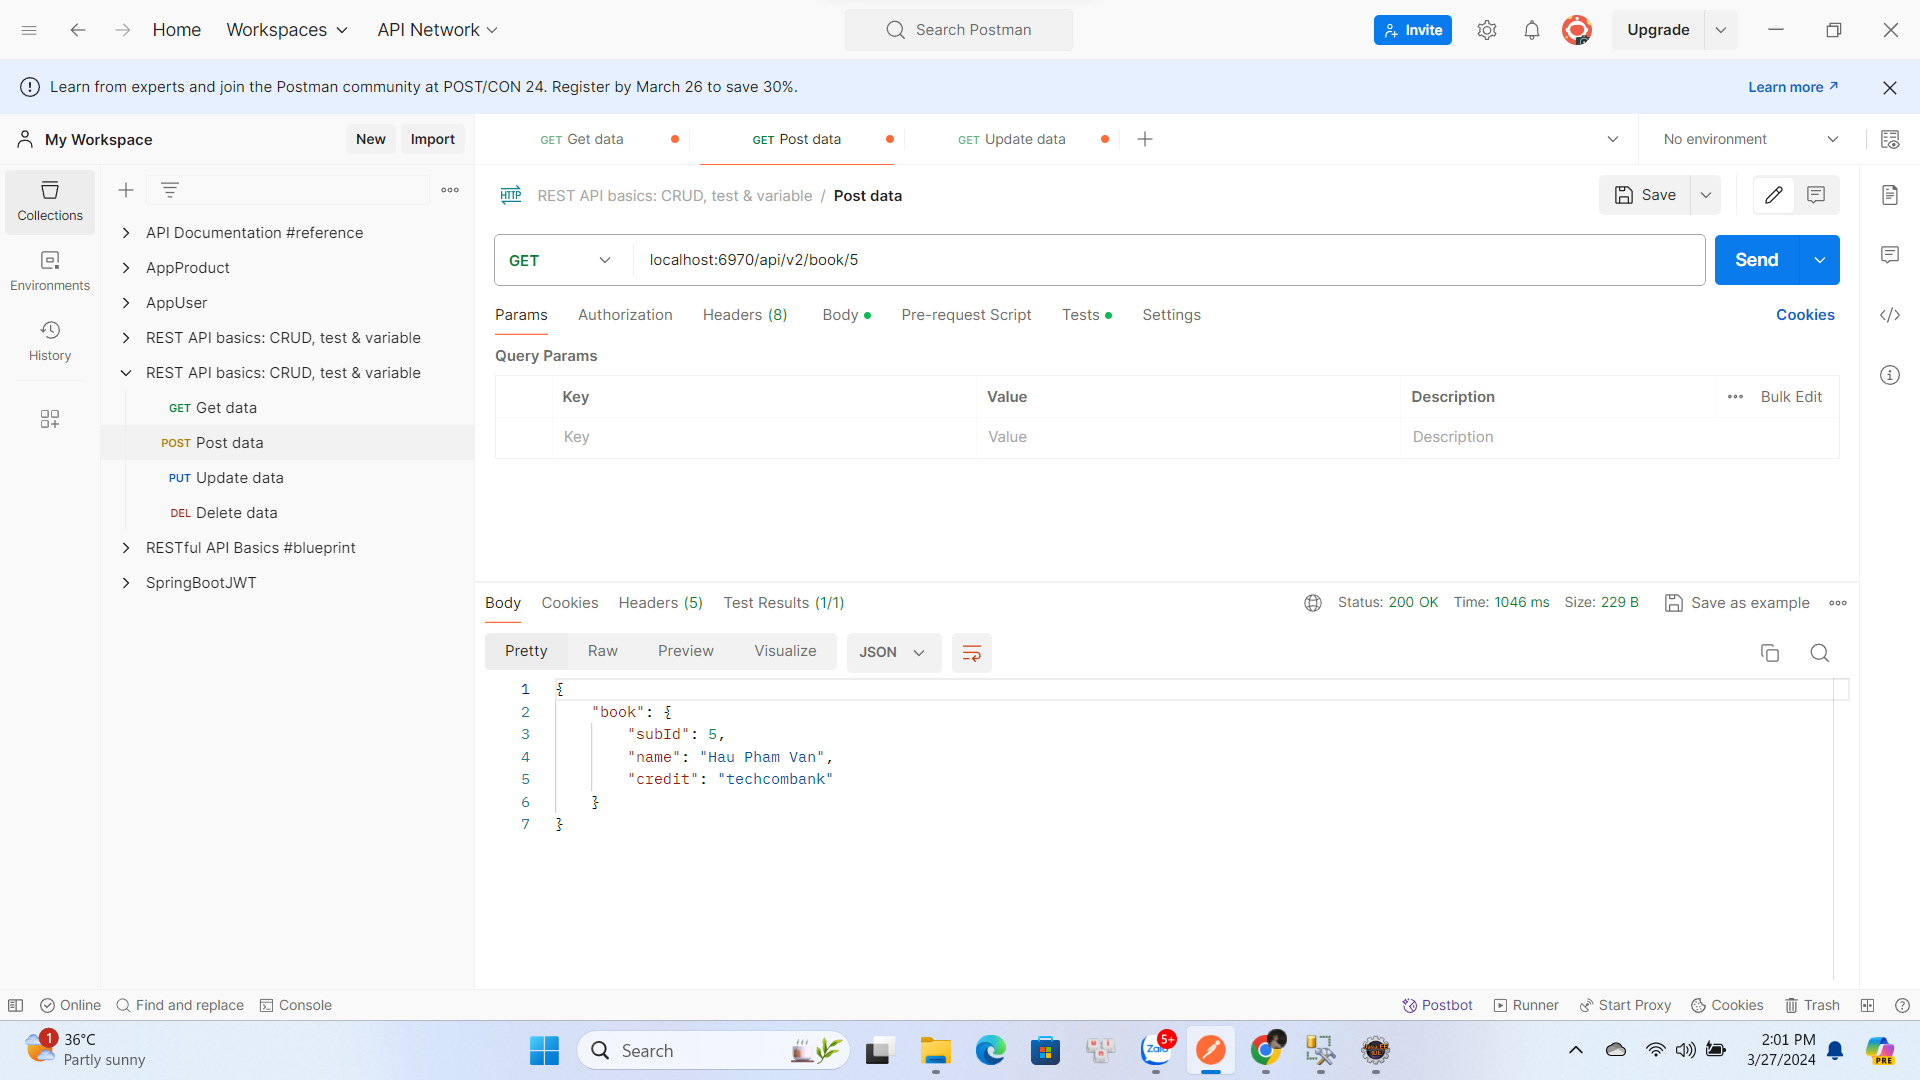 Home
Workspaces
API Network
Search Postman
Invite
Upgrade
Learn from experts and join the Postman community at POST/CON 24. Register by March 26 to save 30%.
Learn more
My Workspace
New
Import
GET Get data
GET Post data
GET Update data
No environment
Collections
Environments
History
API Documentation #reference
AppProduct
AppUser
REST API basics: CRUD, test & variable
REST API basics: CRUD, test & variable
GET Get data
POST Post data
PUT Update data
DEL Delete data
RESTful API Basics #blueprint
SpringBootJWT
HTTP REST API basics: CRUD, test & variable / Post data
Save
GET
localhost:6970/api/v2/book/5
Send
Params
Authorization
Headers (8)
Body
Pre-request Script
Tests
Settings
Cookies
Query Params
Key
Value
Description
Bulk Edit
Key
Value
Description
Body
Cookies
Headers (5)
Test Results (1/1)
Status: 200 OK
Time: 1046 ms
Size: 229 B
Save as example
Pretty
Raw
Preview
Visualize
JSON
1 {
2 "book": {
3 "subId": 5,
4 "name": "Hau Pham Van",
5 "credit": "techcombank"
6 }
7 }
Online
Find and replace
Console
Postbot
Runner
Start Proxy
Cookies
Trash
1
36°C
Partly sunny
Search
Zalo
5+
2:01 PM
3/27/2024
PRE